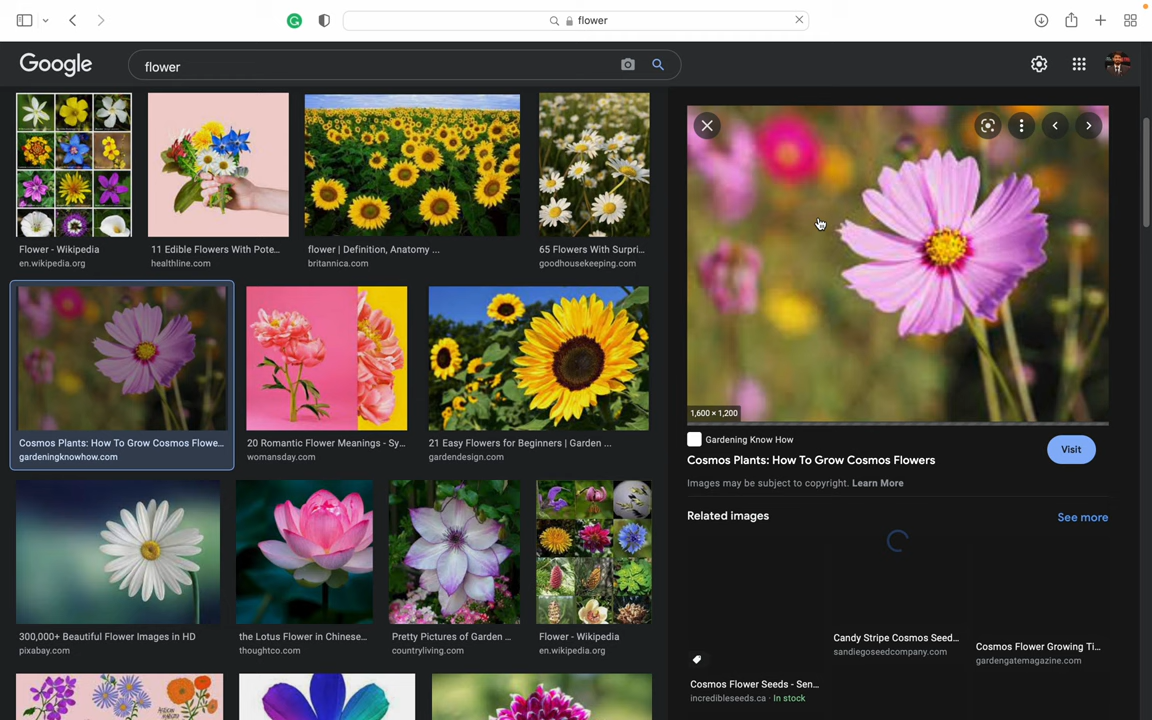 flower
Google
flower
Flower - Wikipedia
en.wikipedia.org
11 Edible Flowers With Pote...
healthline.com
flower | Definition, Anatomy ...
britannica.com
65 Flowers With Surpri...
goodhousekeeping.com
Cosmos Plants: How To Grow Cosmos Flowe...
gardeningknowhow.com
20 Romantic Flower Meanings - Sy...
womansday.com
21 Easy Flowers for Beginners | Garden ...
gardendesign.com
300,000+ Beautiful Flower Images in HD
pixabay.com
the Lotus Flower in Chinese...
thoughtco.com
Pretty Pictures of Garden ...
countryliving.com
Flower - Wikipedia
en.wikipedia.org
1,600 × 1,200
Gardening Know How
Cosmos Plants: How To Grow Cosmos Flowers
Visit
Images may be subject to copyright. Learn More
Related images
See more
Cosmos Flower Seeds - Sen...
incredibleseeds.ca · In stock
Candy Stripe Cosmos Seed...
sandiegoseedcompany.com
Cosmos Flower Growing Ti...
gardengatemagazine.com